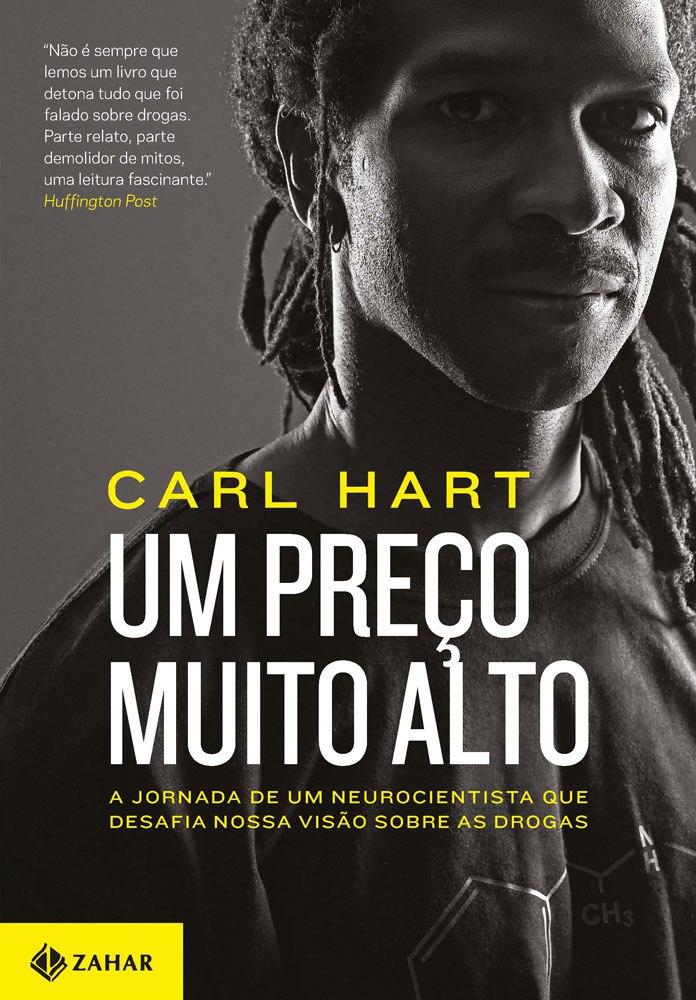 “Não é sempre que
lemos um livro que
detona tudo que foi
falado sobre drogas.
Parte relato, parte
demolidor de mitos,
uma leitura fascinante.”
Huffington Post
CARL HART
UM PREÇO
MUITO ALTO
A JORNADA DE UM NEUROCIENTISTA QUE
DESAFIA NOSSA VISÃO SOBRE AS DROGAS
N
H
CH3
ZAHAR